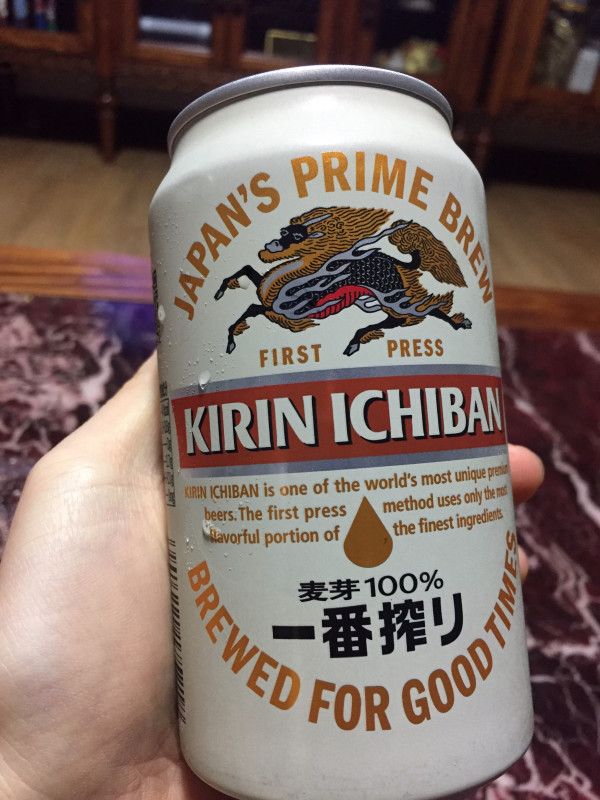 JAPAN'S PRIME BREW
FIRST PRESS
KIRIN ICHIBAN
KIRIN ICHIBAN is one of the world's most unique premium
beers. The first press method uses only the most
flavorful portion of the finest ingredients.
麦芽100%
一番搾り
BREWED FOR GOOD TIMES